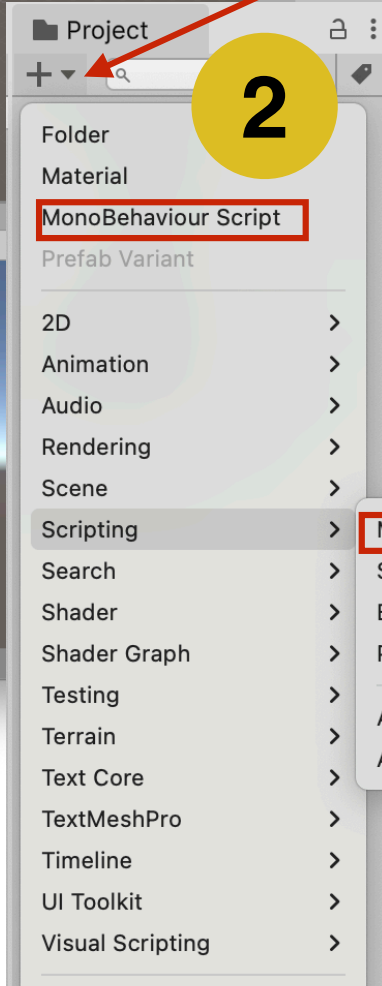 Project
2
Folder
Material
MonoBehaviour Script
Prefab Variant
2D
Animation
Audio
Rendering
Scene
Scripting
Search
Shader
Shader Graph
Testing
Terrain
Text Core
TextMeshPro
Timeline
UI Toolkit
Visual Scripting